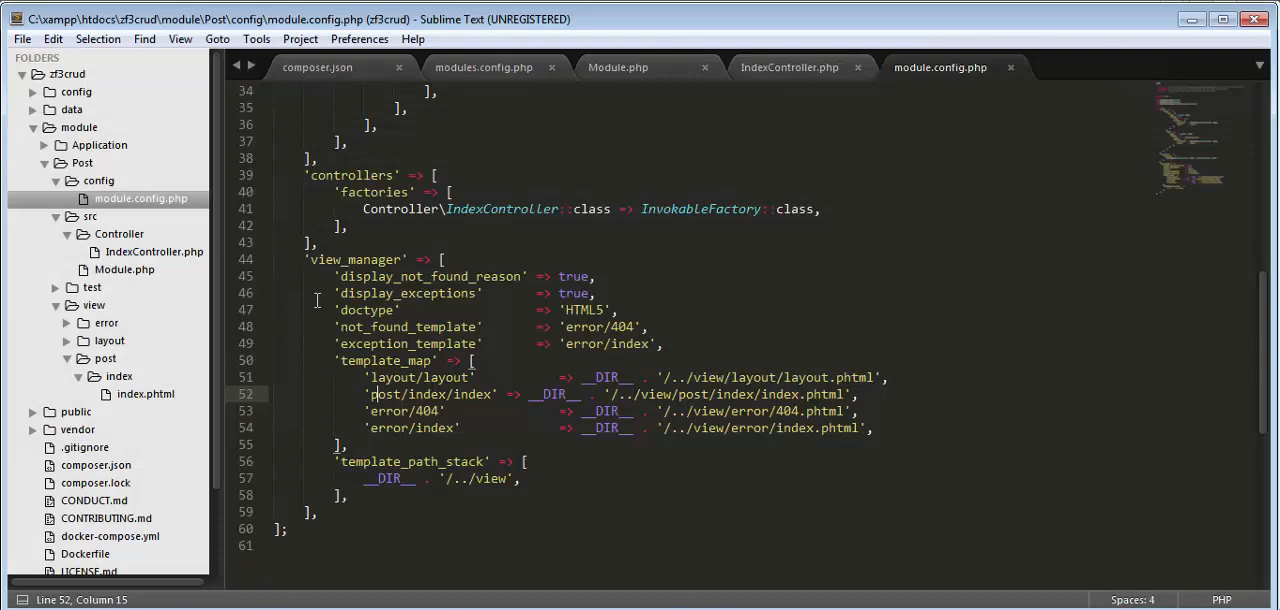 C:\xampp\htdocs\zf3crud\module\Post\config\module.config.php (zf3crud) - Sublime Text (UNREGISTERED)
File Edit Selection Find View Goto Tools Project Preferences Help
FOLDERS
zf3crud
config
data
module
Application
Post
config
module.config.php
src
Controller
IndexController.php
Module.php
test
view
error
layout
post
index
index.phtml
public
vendor
.gitignore
composer.json
composer.lock
CONDUCT.md
CONTRIBUTING.md
docker-compose.yml
Dockerfile
LICENSE.md
composer.json modules.config.php Module.php IndexController.php module.config.php
34 ],
35 ],
36 ],
37 ],
38 ],
39 'controllers' => [
40 'factories' => [
41 Controller\IndexController::class => InvokableFactory::class,
42 ],
43 ],
44 'view_manager' => [
45 'display_not_found_reason' => true,
46 'display_exceptions' => true,
47 'doctype' => 'HTML5',
48 'not_found_template' => 'error/404',
49 'exception_template' => 'error/index',
50 'template_map' => [
51 'layout/layout' => __DIR__ . '/../view/layout/layout.phtml',
52 'post/index/index' => __DIR__ . '/../view/post/index/index.phtml',
53 'error/404' => __DIR__ . '/../view/error/404.phtml',
54 'error/index' => __DIR__ . '/../view/error/index.phtml',
55 ],
56 'template_path_stack' => [
57 __DIR__ . '/../view',
58 ],
59 ],
60 ];
61
Line 52, Column 15 Spaces: 4 PHP